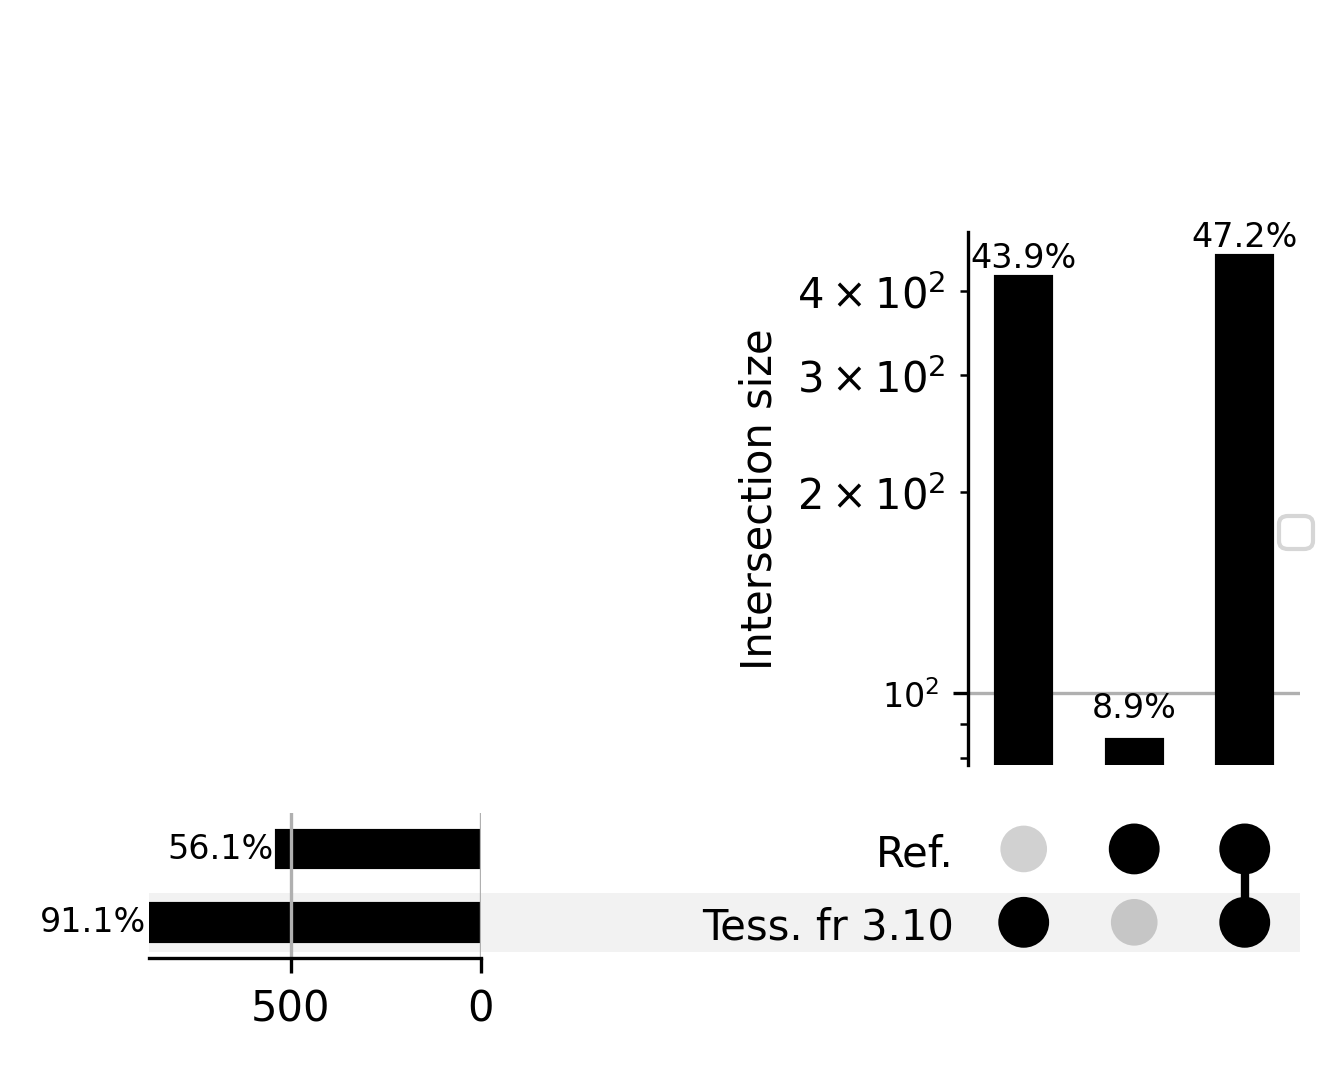 47.2%
43.9%
4 × 10²
3 × 10²
2 × 10²
10²
Intersection size
8.9%
56.1%
Ref.
91.1%
Tess. fr 3.10
500
0